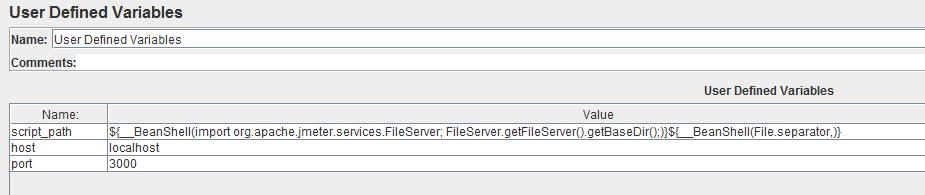 User Defined Variables
Name: User Defined Variables
Comments:
User Defined Variables
Name: Value
script_path ${__BeanShell(import org.apache.jmeter.services.FileServer; FileServer.getFileServer().getBaseDir();)}${__BeanShell(File.separator,)}
host localhost
port 3000